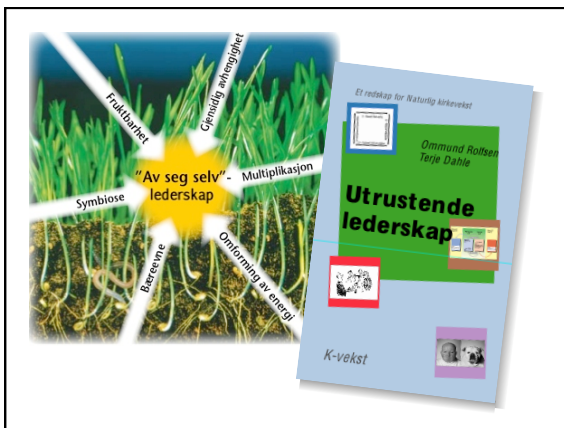 Fruktbarhet
Gjensidig avhengighet
"Av seg selv"-
lederskap
Multiplikasjon
Symbiose
Bæreevne
Omforming av energi
Et redskap for Naturlig kirkevekst
Ommund Rolfsen
Terje Dahle
Utrustende
lederskap
K-vekst